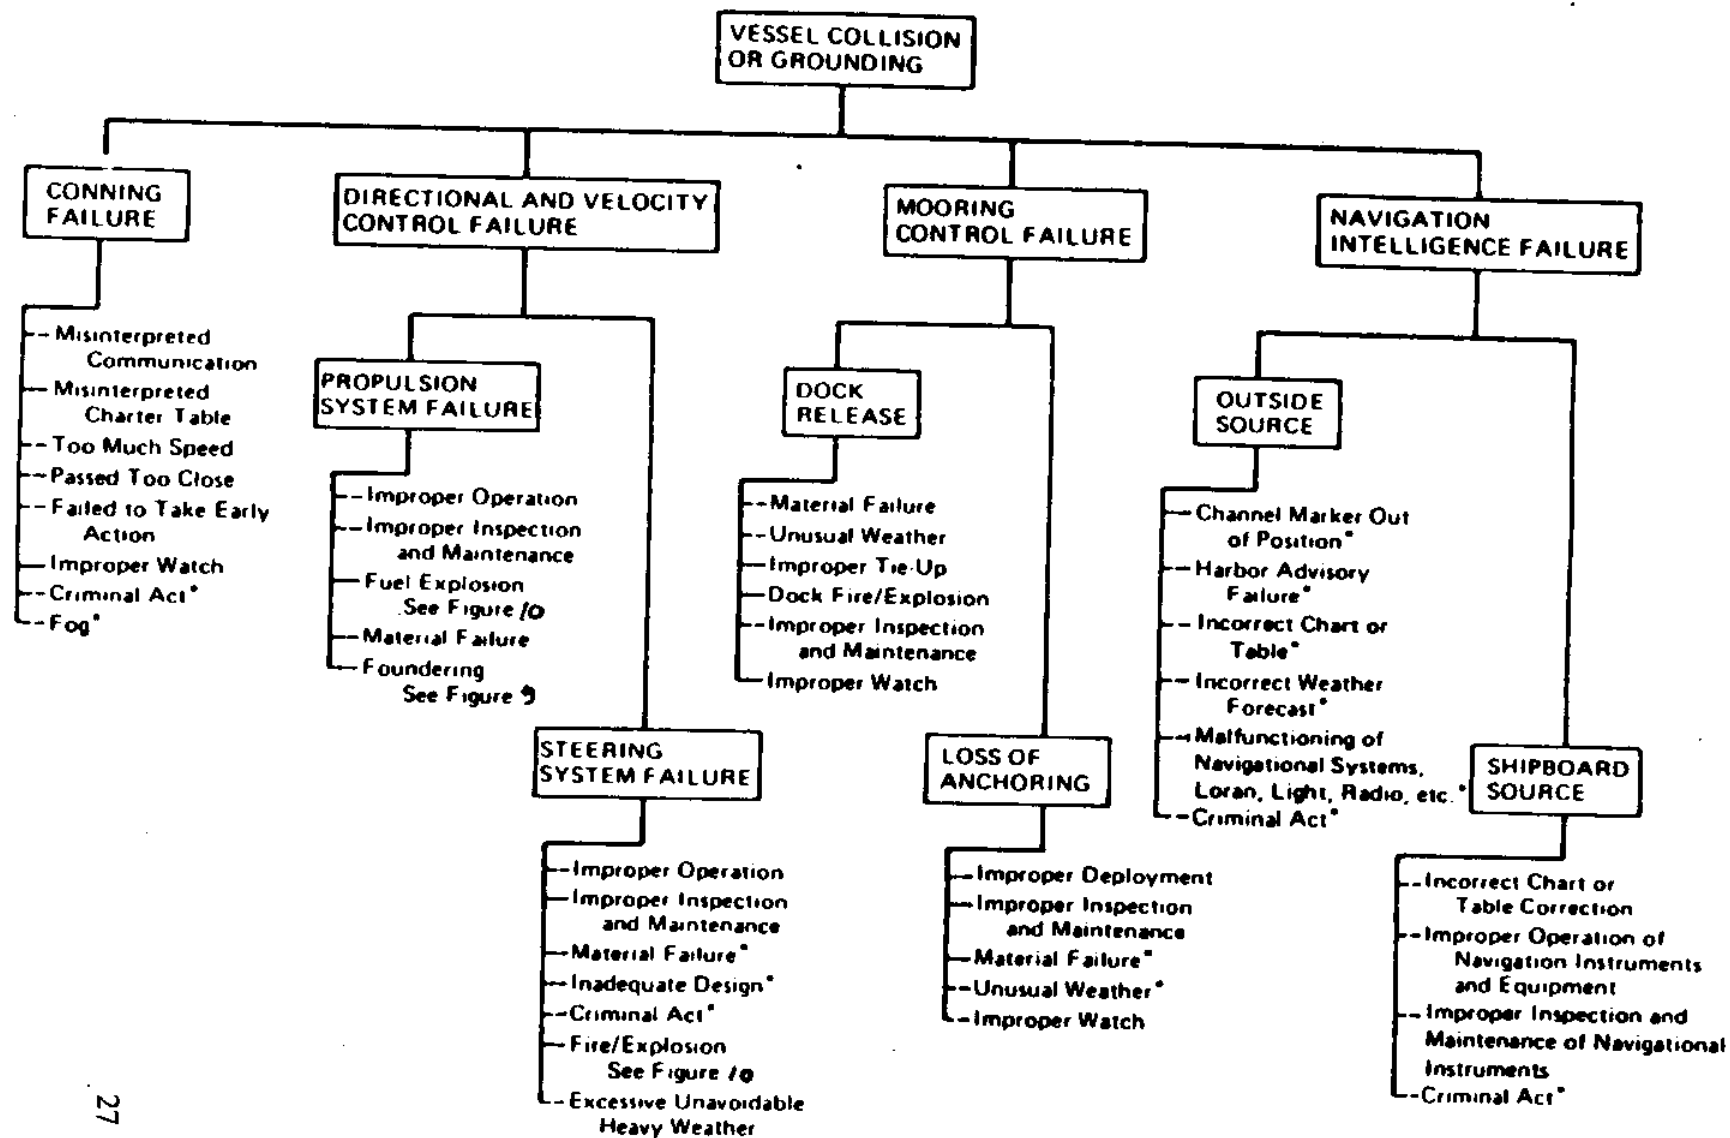 VESSEL COLLISION
OR GROUNDING
CONNING
FAILURE
-- Misinterpreted
Communication
Misinterpreted
Charter Table
Too Much Speed
Passed Too Close
Failed to Take Early
Action
Improper Watch
Criminal Act*
Fog*
DIRECTIONAL AND VELOCITY
CONTROL FAILURE
PROPULSION
SYSTEM FAILURE
Improper Operation
Improper Inspection
and Maintenance
Fuel Explosion
See Figure 10
Material Failure
Foundering
See Figure 9
STEERING
SYSTEM FAILURE
Improper Operation
Improper Inspection
and Maintenance
Material Failure*
Inadequate Design*
Criminal Act*
Fire/Explosion
See Figure 10
Excessive Unavoidable
Heavy Weather
MOORING
CONTROL FAILURE
DOCK
RELEASE
Material Failure
Unusual Weather
Improper Tie-Up
Dock Fire/Explosion
Improper Inspection
and Maintenance
Improper Watch
LOSS OF
ANCHORING
Improper Deployment
Improper Inspection
and Maintenance
Material Failure*
Unusual Weather*
Improper Watch
NAVIGATION
INTELLIGENCE FAILURE
OUTSIDE
SOURCE
Channel Marker Out
of Position*
Harbor Advisory
Failure*
Incorrect Chart or
Table*
Incorrect Weather
Forecast*
Malfunctioning of
Navigational Systems,
Loran, Light, Radio, etc.*
Criminal Act*
SHIPBOARD
SOURCE
Incorrect Chart or
Table Correction
Improper Operation of
Navigation Instruments
and Equipment
Improper Inspection and
Maintenance of Navigational
Instruments
Criminal Act*
27